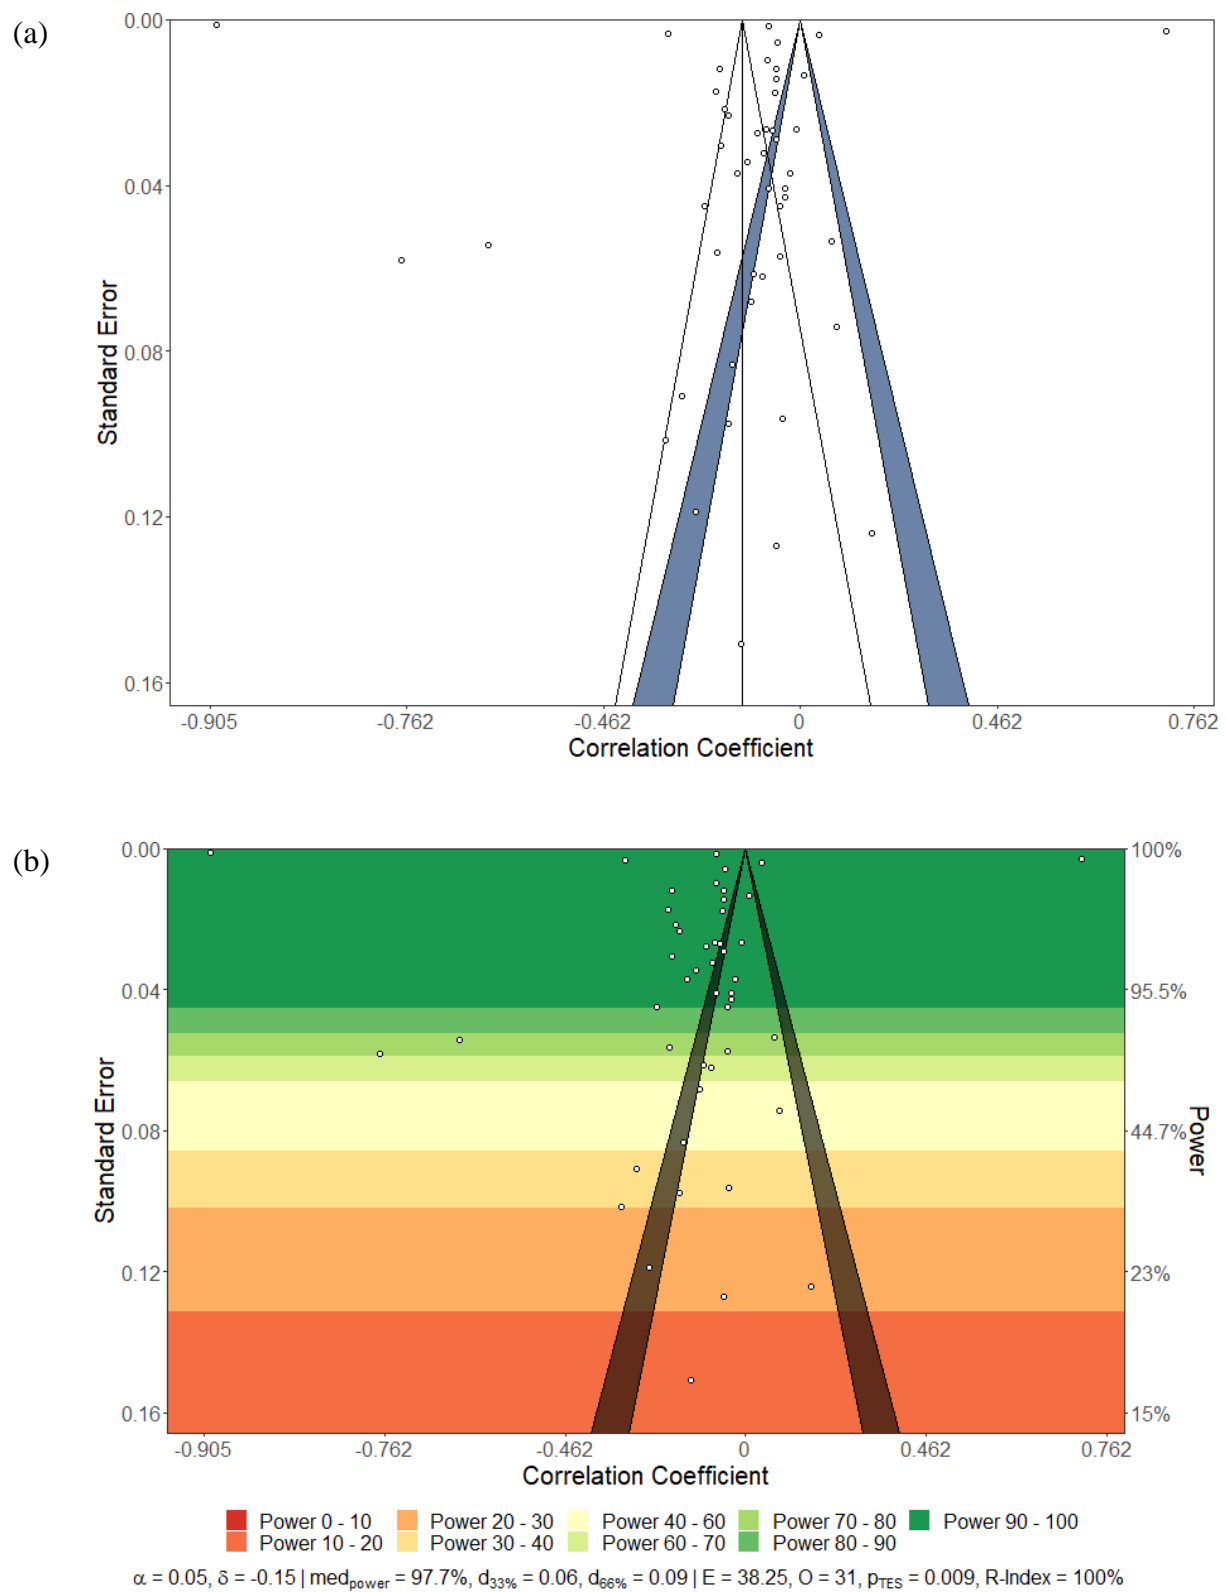 (a)
0.00
0.04
0.08
0.12
0.16
Standard Error
-0.905 -0.762 -0.462 0 0.462 0.762
Correlation Coefficient
(b)
0.00 100%
0.04 95.5%
0.08 44.7%
0.12 23%
0.16 15%
Standard Error
Power
-0.905 -0.762 -0.462 0 0.462 0.762
Correlation Coefficient
Power 0 - 10 Power 20 - 30 Power 40 - 60 Power 70 - 80 Power 90 - 100
Power 10 - 20 Power 30 - 40 Power 60 - 70 Power 80 - 90
α = 0.05, δ = -0.15 | med_power = 97.7%, d_33% = 0.06, d_66% = 0.09 | E = 38.25, O = 31, p_TES = 0.009, R-Index = 100%